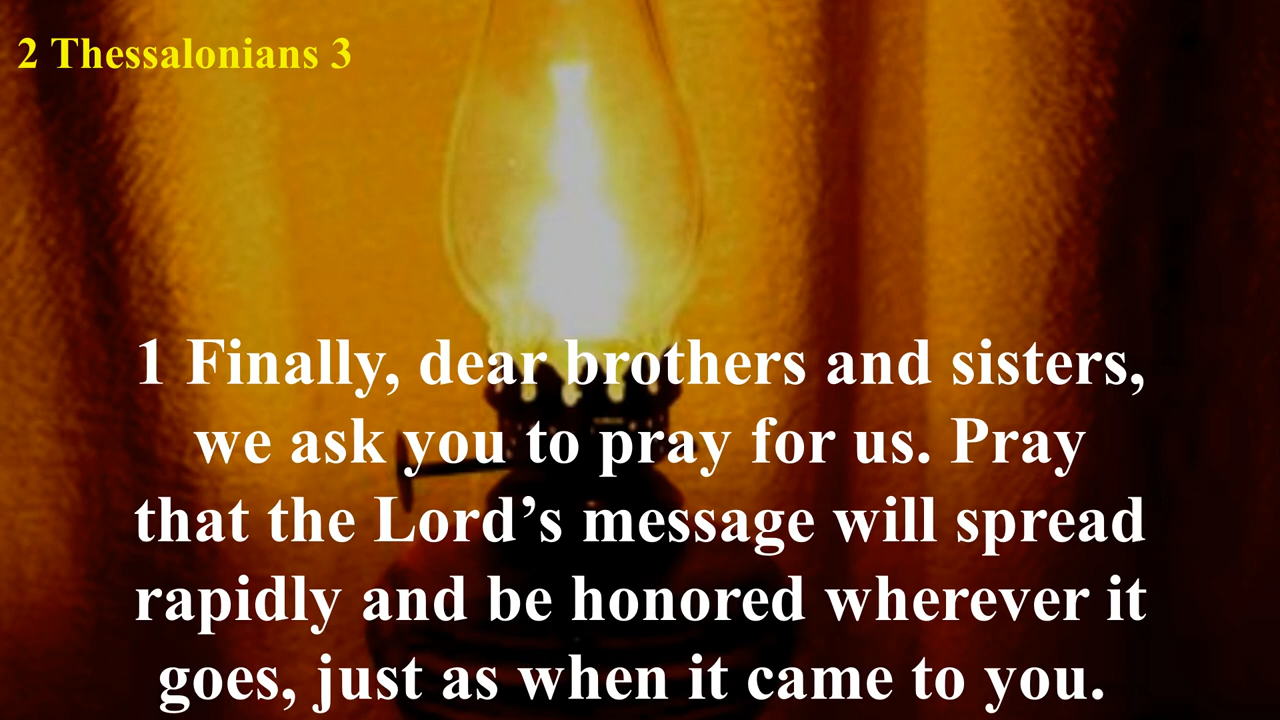 2 Thessalonians 3
1 Finally, dear brothers and sisters,
we ask you to pray for us. Pray
that the Lord’s message will spread
rapidly and be honored wherever it
goes, just as when it came to you.